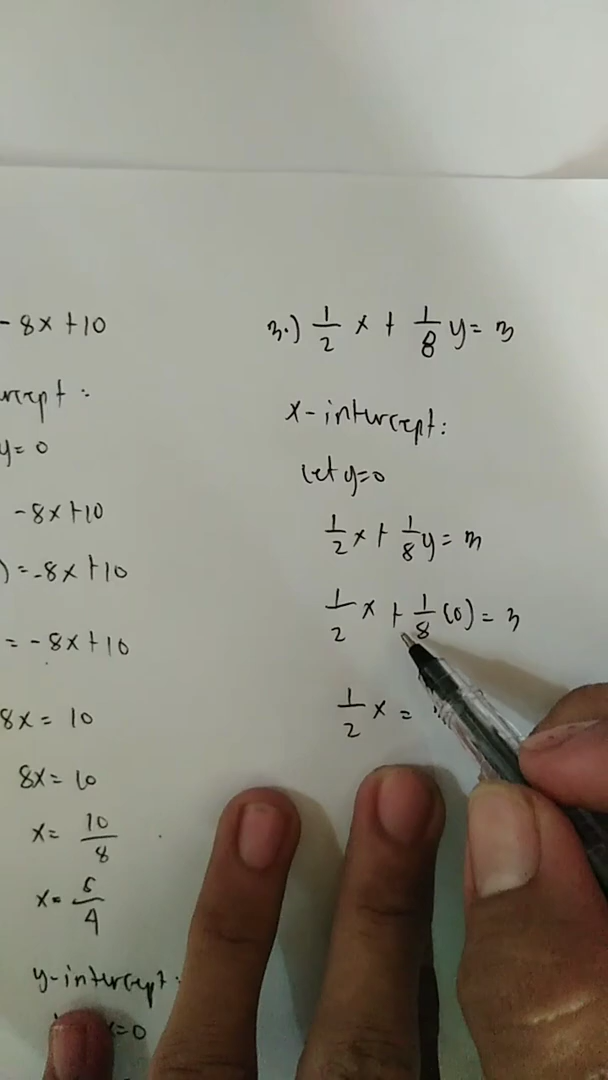 - 8x + 10
rcept :
y = 0
- 8x + 10
) = -8x + 10
= - 8x + 10
8x = 10
8x = 10
x = 10/8
x = 5/4
y-intercept :
x = 0
3.) 1/2 x + 1/8 y = 3
x-intercept :
let y = 0
1/2 x + 1/8 y = 3
1/2 x + 1/8 (0) = 3
1/2 x =